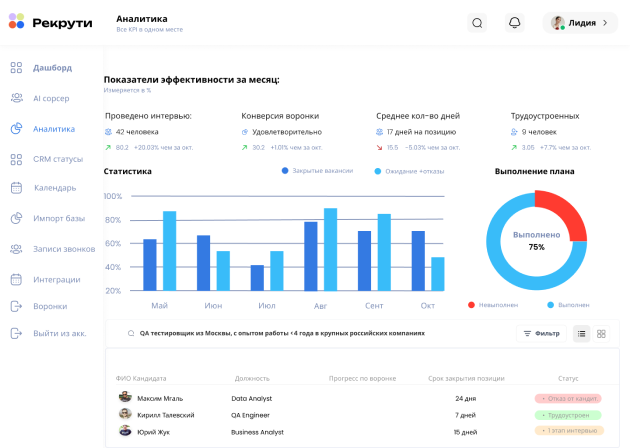 Рекрути
Аналитика
Все KPI в одном месте
Лидия
Дашборд
AI сорсер
Аналитика
CRM статусы
Календарь
Импорт базы
Записи звонков
Интеграции
Воронки
Выйти из акк.
Показатели эффективности за месяц:
Измеряется в %
Проведено интервью:
42 человека
80.2 +20.03% чем за окт.
Конверсия воронки
Удовлетворительно
30.2 +1.01% чем за окт.
Среднее кол-во дней
17 дней на позицию
15.5 -5.03% чем за окт.
Трудоустроенных
9 человек
3.05 +7.7% чем за окт.
Статистика
Закрытые вакансии
Ожидание +отказы
100%
80%
60%
40%
20%
Май Июн Июл Авг Сент Окт
Выполнение плана
Выполнено
75%
Невыполнен
Выполнен
QA тестировщик из Москвы, с опытом работы <4 года в крупных российских компаниях
Фильтр
ФИО Кандидата Должность Прогресс по воронке Срок закрытия позиции Статус
Максим Мгаль Data Analyst 24 дня • Отказ от кандит.
Кирилл Талевский QA Engineer 7 дней • Трудоустроен
Юрий Жук Business Analyst 15 дней • 1 этап интервью